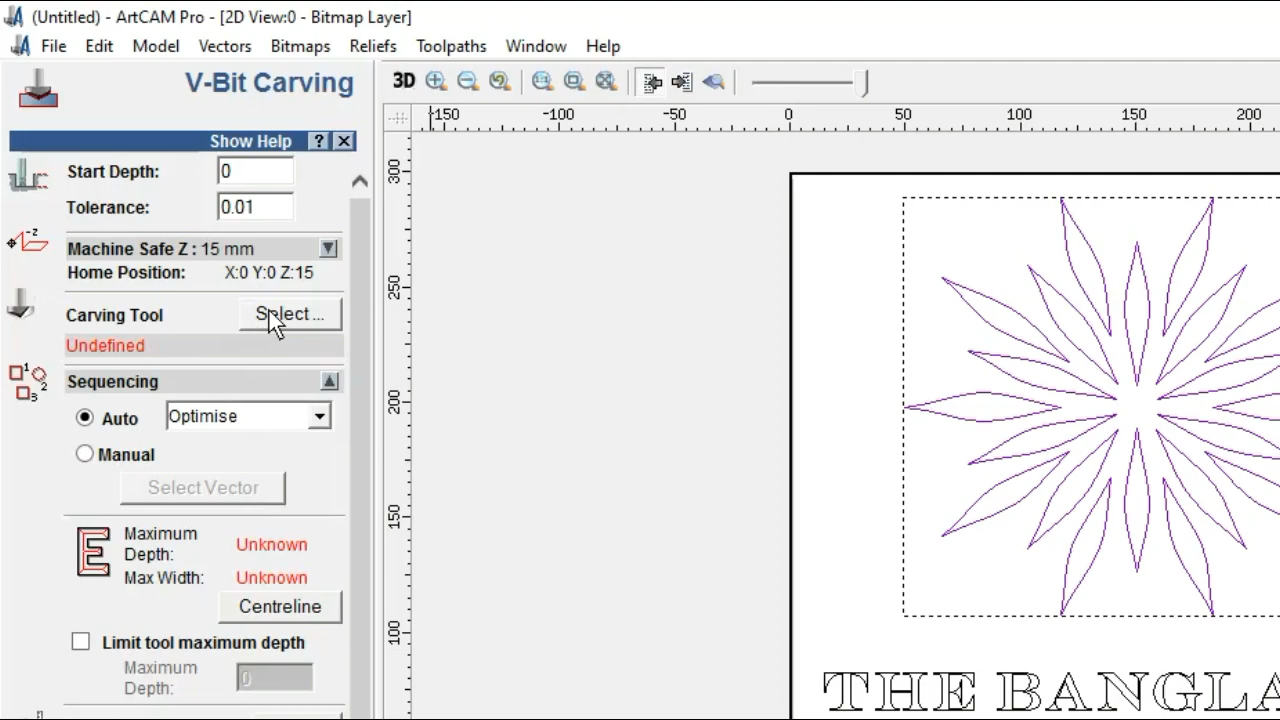 (Untitled) - ArtCAM Pro - [2D View:0 - Bitmap Layer]
File Edit Model Vectors Bitmaps Reliefs Toolpaths Window Help
V-Bit Carving
3D
-150 -100 -50 0 50 100 150 200
Show Help ? X
Start Depth: 0
Tolerance: 0.01
Machine Safe Z : 15 mm
Home Position: X:0 Y:0 Z:15
Carving Tool Select ...
Undefined
Sequencing
Auto Optimise
Manual
Select Vector
Maximum
Depth: Unknown
Max Width: Unknown
Centreline
Limit tool maximum depth
Maximum
Depth: 0
300
250
200
150
100
THE BANGLA